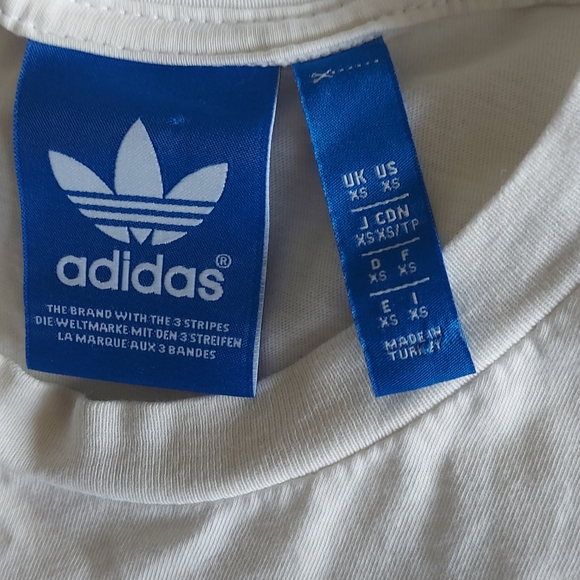 adidas®
THE BRAND WITH THE 3 STRIPES
DIE WELTMARKE MIT DEN 3 STREIFEN
LA MARQUE AUX 3 BANDES
UK US
XS XS
J CDN
XS XS/TP
D F
XS XS
E I
XS XS
MADE IN
TURKEY